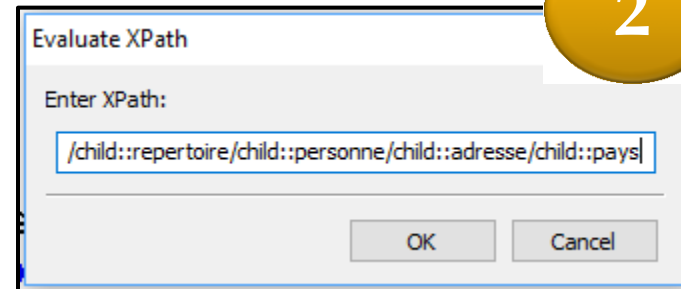 2
Evaluate XPath
Enter XPath:
/child::repertoire/child::personne/child::adresse/child::pays
OK
Cancel